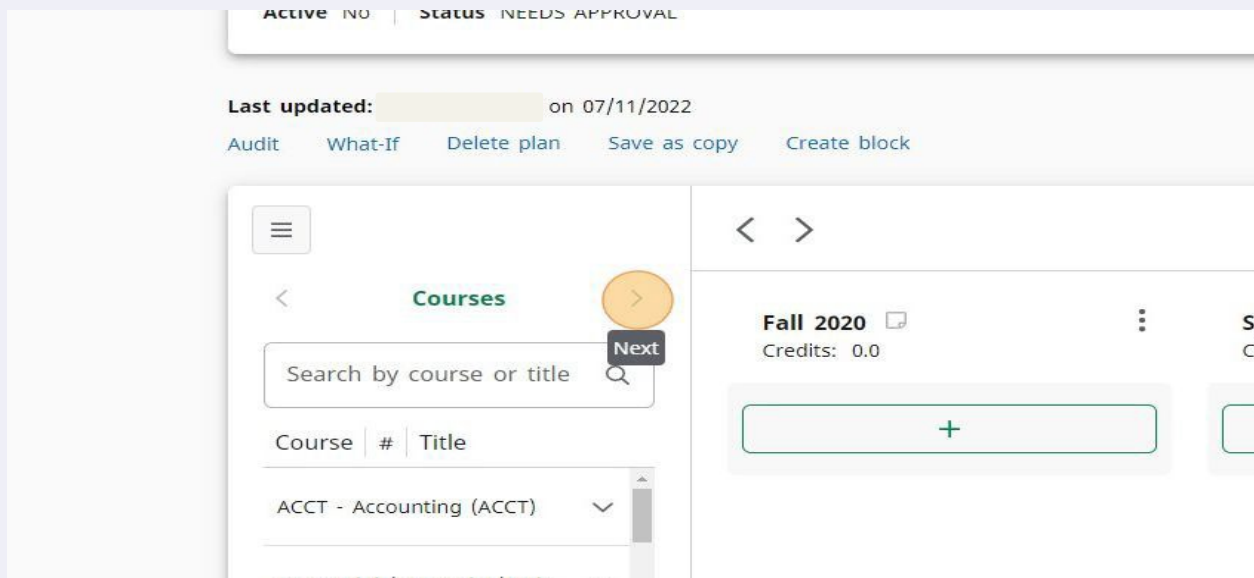 Active No Status NEEDS APPROVAL
Last updated: on 07/11/2022
Audit What-If Delete plan Save as copy Create block
Courses
Next
Search by course or title
Course # Title
ACCT - Accounting (ACCT)
Fall 2020
Credits: 0.0
+
S
C